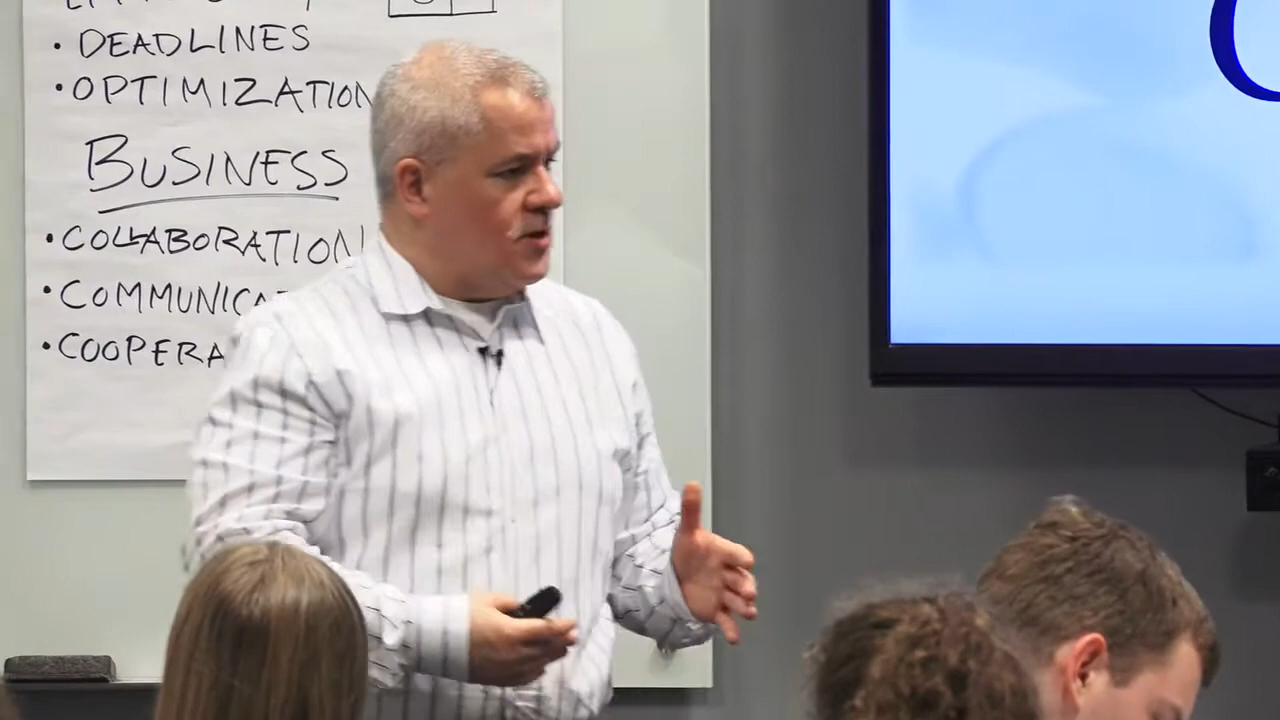 • DEADLINES
• OPTIMIZATION
BUSINESS
• COLLABORATION
• COMMUNICA
• COOPERA